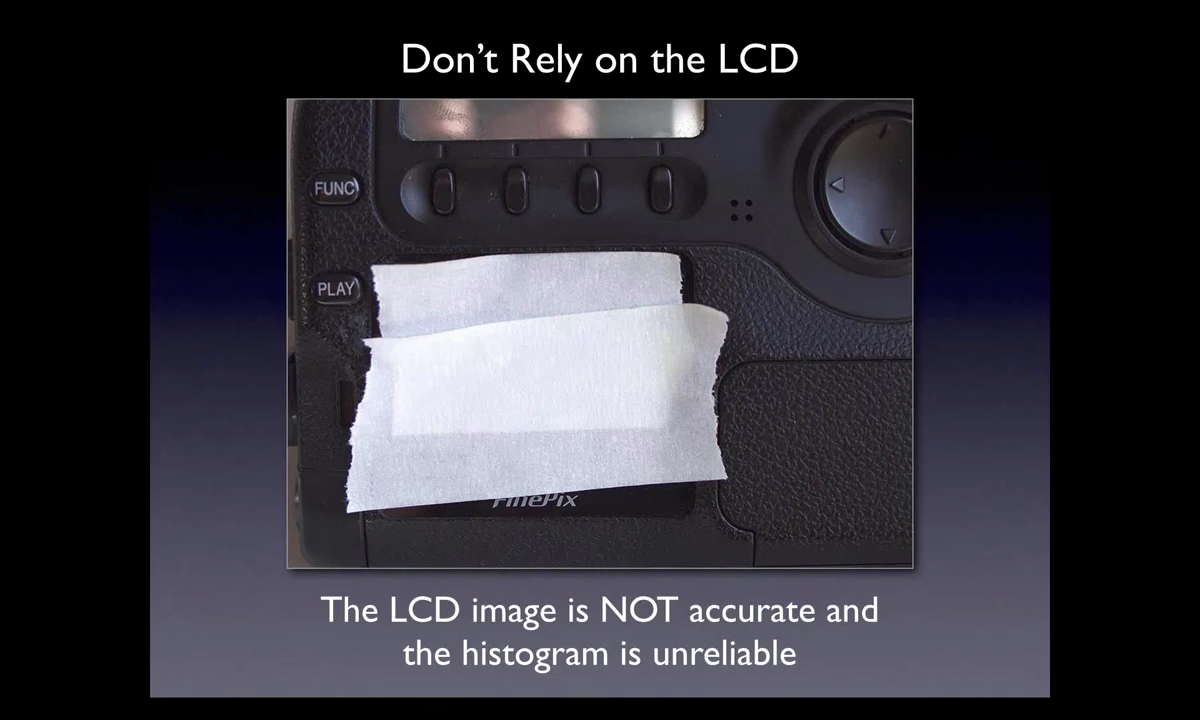 Don’t Rely on the LCD
FUNC
PLAY
FinePix
The LCD image is NOT accurate and
the histogram is unreliable